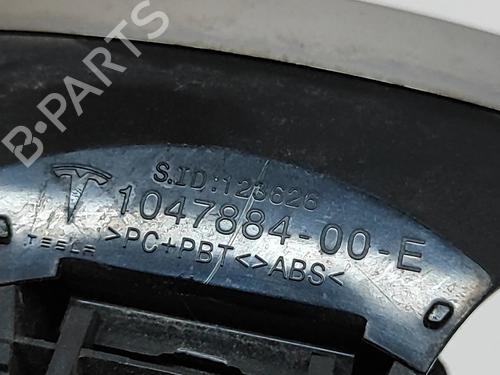 B-PARTS
S.ID:123626
1047884-00-E
TESLA
>PC+PBT<>ABS<